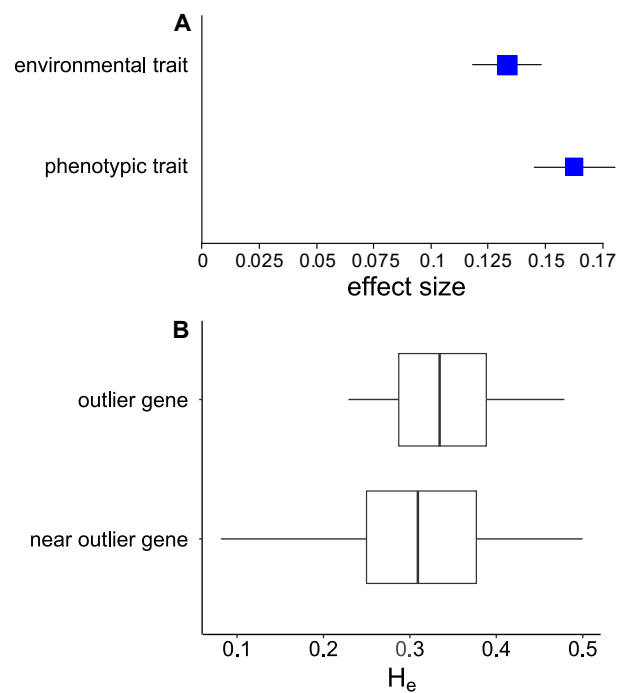 A
environmental trait
phenotypic trait
0 0.025 0.05 0.075 0.1 0.125 0.15 0.17
effect size
B
outlier gene
near outlier gene
0.1 0.2 0.3 0.4 0.5
He